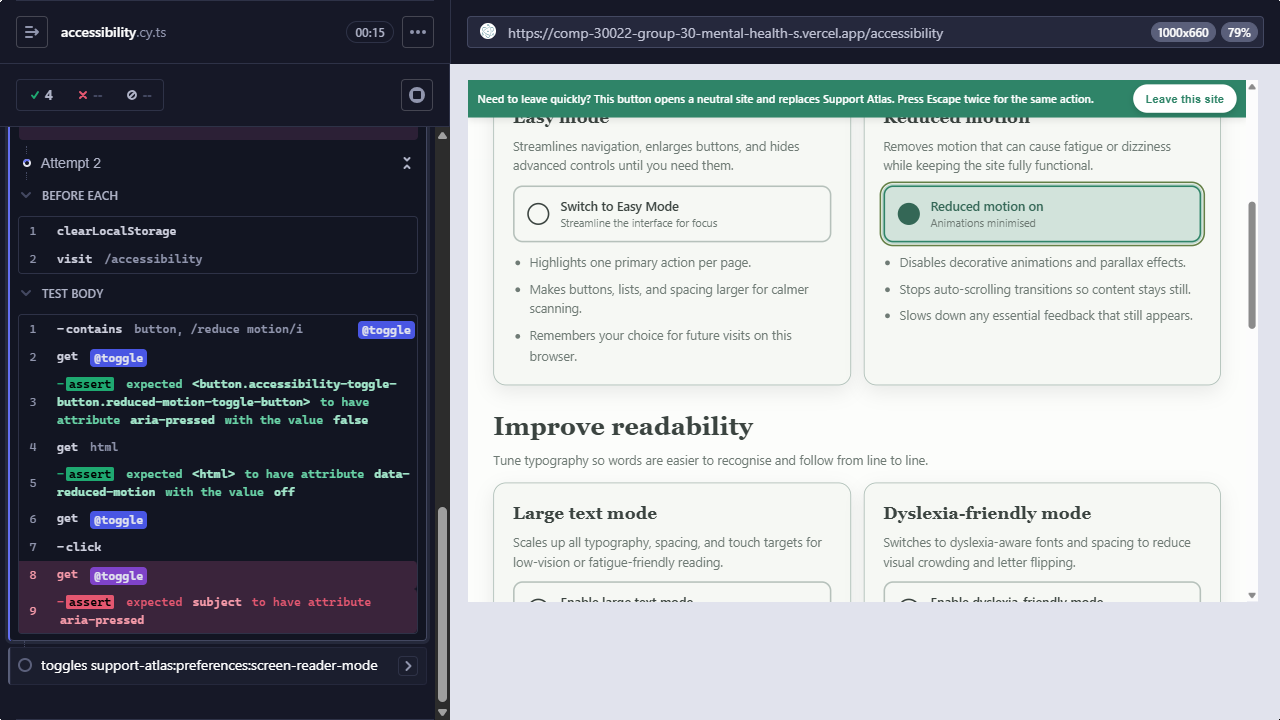 accessibility.cy.ts
00:15
4
--
--
Attempt 2
BEFORE EACH
1 clearLocalStorage
2 visit /accessibility
TEST BODY
1 -contains button, /reduce motion/i @toggle
2 get @toggle
3 -assert expected <button.accessibility-toggle-
button.reduced-motion-toggle-button> to have
attribute aria-pressed with the value false
4 get html
5 -assert expected <html> to have attribute data-
reduced-motion with the value off
6 get @toggle
7 -click
8 get @toggle
9 -assert expected subject to have attribute
aria-pressed
toggles support-atlas:preferences:screen-reader-mode
https://comp-30022-group-30-mental-health-s.vercel.app/accessibility
1000x660
79%
Need to leave quickly? This button opens a neutral site and replaces Support Atlas. Press Escape twice for the same action.
Leave this site
Easy mode
Streamlines navigation, enlarges buttons, and hides
advanced controls until you need them.
Switch to Easy Mode
Streamline the interface for focus
• Highlights one primary action per page.
• Makes buttons, lists, and spacing larger for calmer
scanning.
• Remembers your choice for future visits on this
browser.
Reduced motion
Removes motion that can cause fatigue or dizziness
while keeping the site fully functional.
Reduced motion on
Animations minimised
• Disables decorative animations and parallax effects.
• Stops auto-scrolling transitions so content stays still.
• Slows down any essential feedback that still appears.
Improve readability
Tune typography so words are easier to recognise and follow from line to line.
Large text mode
Scales up all typography, spacing, and touch targets for
low-vision or fatigue-friendly reading.
Enable large text mode
Dyslexia-friendly mode
Switches to dyslexia-aware fonts and spacing to reduce
visual crowding and letter flipping.
Enable dyslexia-friendly mode